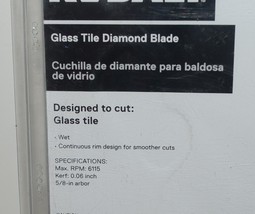 Glass Tile Diamond Blade
Cuchilla de diamante para baldosa
de vidrio
Designed to cut:
Glass tile
- Wet
- Continuous rim design for smoother cuts
SPECIFICATIONS:
Max. RPM: 6115
Kerf: 0.06 inch
5/8-in arbor